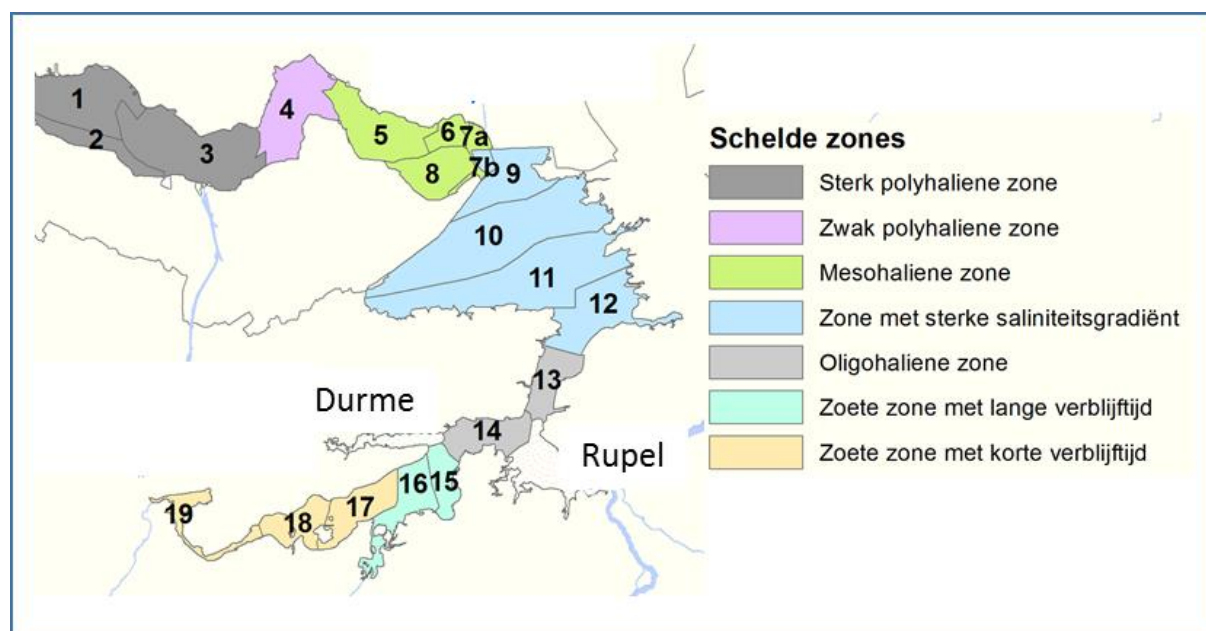 1
2
3
4
5
6
7a
7b
8
9
10
11
12
13
14
15
16
17
18
19
Durme
Rupel
Schelde zones
Sterk polyhaliene zone
Zwak polyhaliene zone
Mesohaliene zone
Zone met sterke saliniteitsgradiënt
Oligohaliene zone
Zoete zone met lange verblijftijd
Zoete zone met korte verblijftijd